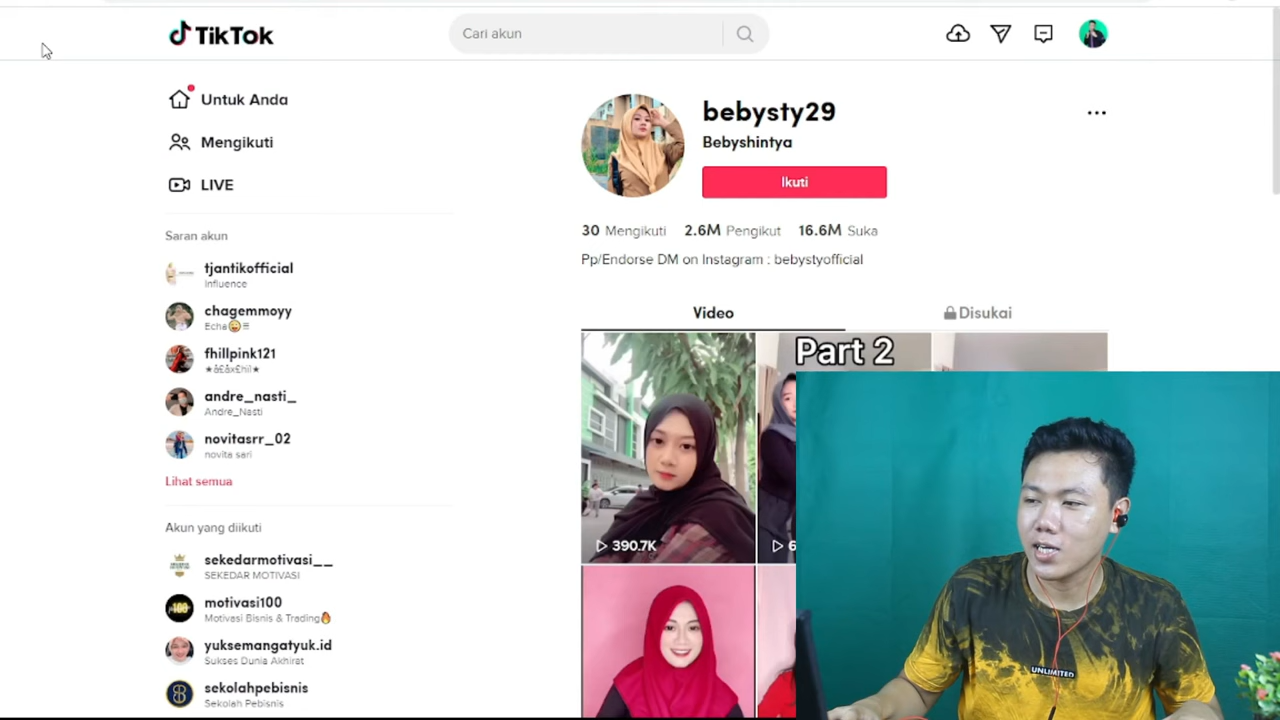 TikTok
Cari akun
Untuk Anda
Mengikuti
LIVE
Saran akun
tjantikofficial
Influence
chagemmoyy
Echa
fhillpink121
andre_nasti_
Andre_Nasti
novitasrr_02
novita sari
Lihat semua
Akun yang diikuti
sekedarmotivasi__
SEKEDAR MOTIVASI
motivasi100
Motivasi Bisnis & Trading🔥
yuksemangatyuk.id
Sukses Dunia Akhirat
sekolahpebisnis
Sekolah Pebisnis
bebysty29
Bebyshintya
Ikuti
30 Mengikuti 2.6M Pengikut 16.6M Suka
Pp/Endorse DM on Instagram : bebystyofficial
Video
Disukai
Part 2
390.7K
6
UNLIMITED